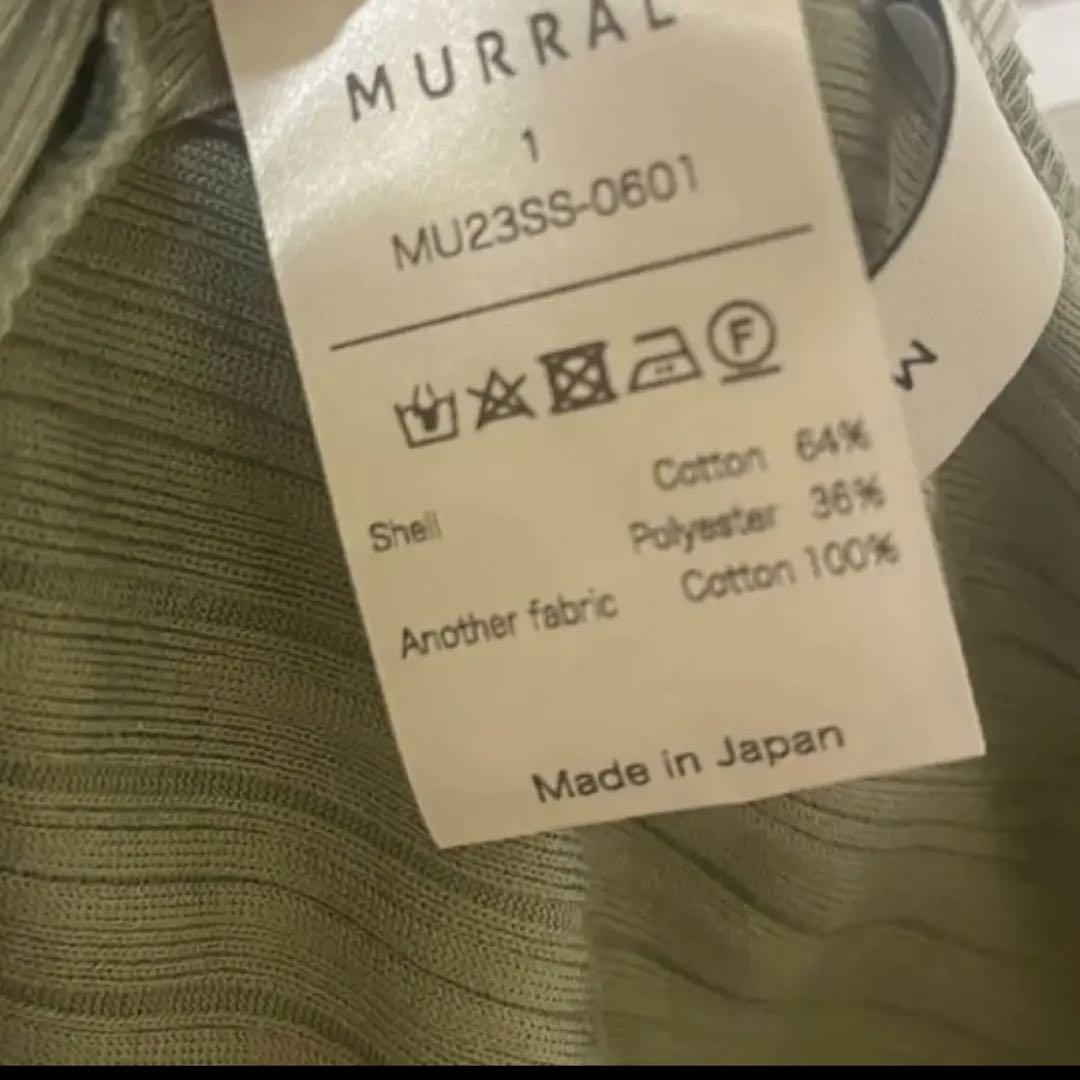 MURRAL
1
MU23SS-0601
F
Cotton 64%
Shell Polyester 36%
Another fabric Cotton 100%
Made in Japan